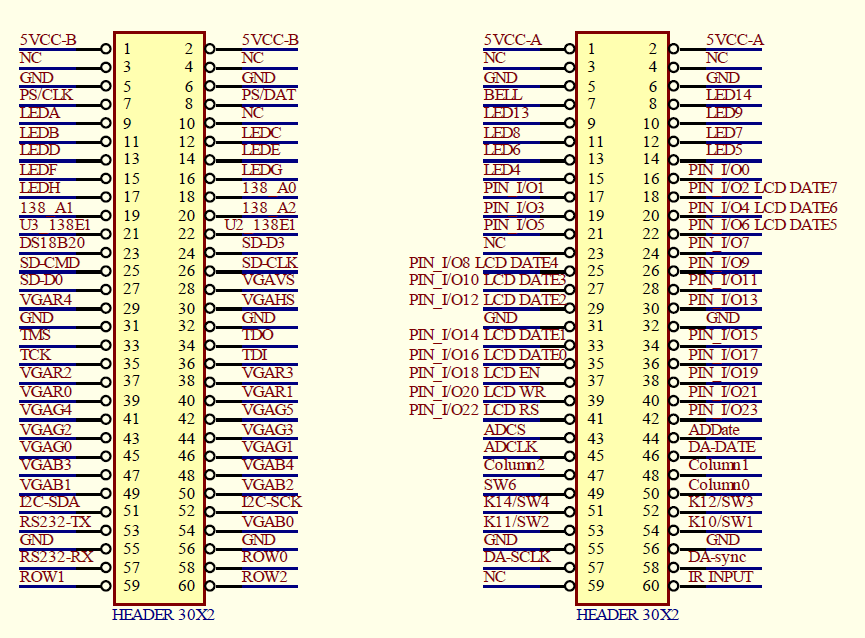 5VCC-B 1 2 5VCC-B
NC 3 4 NC
GND 5 6 GND
PS/CLK 7 8 PS/DAT
LEDA 9 10 NC
LEDB 11 12 LEDC
LEDD 13 14 LEDE
LEDF 15 16 LEDG
LEDH 17 18 138_A0
138_A1 19 20 138_A2
U3_138E1 21 22 U2_138E1
DS18B20 23 24 SD-D3
SD-CMD 25 26 SD-CLK
SD-D0 27 28 VGAVS
VGAR4 29 30 VGAHS
GND 31 32 GND
TMS 33 34 TDO
TCK 35 36 TDI
VGAR2 37 38 VGAR3
VGAR0 39 40 VGAR1
VGAG4 41 42 VGAG5
VGAG2 43 44 VGAG3
VGAG0 45 46 VGAG1
VGAB3 47 48 VGAB4
VGAB1 49 50 VGAB2
I2C-SDA 51 52 I2C-SCK
RS232-TX 53 54 VGAB0
GND 55 56 GND
RS232-RX 57 58 ROW0
ROW1 59 60 ROW2
HEADER 30X2
5VCC-A 1 2 5VCC-A
NC 3 4 NC
GND 5 6 GND
BELL 7 8 LED14
LED13 9 10 LED9
LED8 11 12 LED7
LED6 13 14 LED5
LED4 15 16 PIN_I/O0
PIN_I/O1 17 18 PIN_I/O2 LCD DATE7
PIN_I/O3 19 20 PIN_I/O4 LCD DATE6
PIN_I/O5 21 22 PIN_I/O6 LCD DATE5
NC 23 24 PIN_I/O7
PIN_I/O8 LCD DATE4 25 26 PIN_I/O9
PIN_I/O10 LCD DATE3 27 28 PIN_I/O11
PIN_I/O12 LCD DATE2 29 30 PIN_I/O13
GND 31 32 GND
PIN_I/O14 LCD DATE1 33 34 PIN_I/O15
PIN_I/O16 LCD DATE0 35 36 PIN_I/O17
PIN_I/O18 LCD EN 37 38 PIN_I/O19
PIN_I/O20 LCD WR 39 40 PIN_I/O21
PIN_I/O22 LCD RS 41 42 PIN_I/O23
ADCS 43 44 ADDate
ADCLK 45 46 DA-DATE
Column2 47 48 Column1
SW6 49 50 Column0
K14/SW4 51 52 K12/SW3
K11/SW2 53 54 K10/SW1
GND 55 56 GND
DA-SCLK 57 58 DA-sync
NC 59 60 IR INPUT
HEADER 30X2